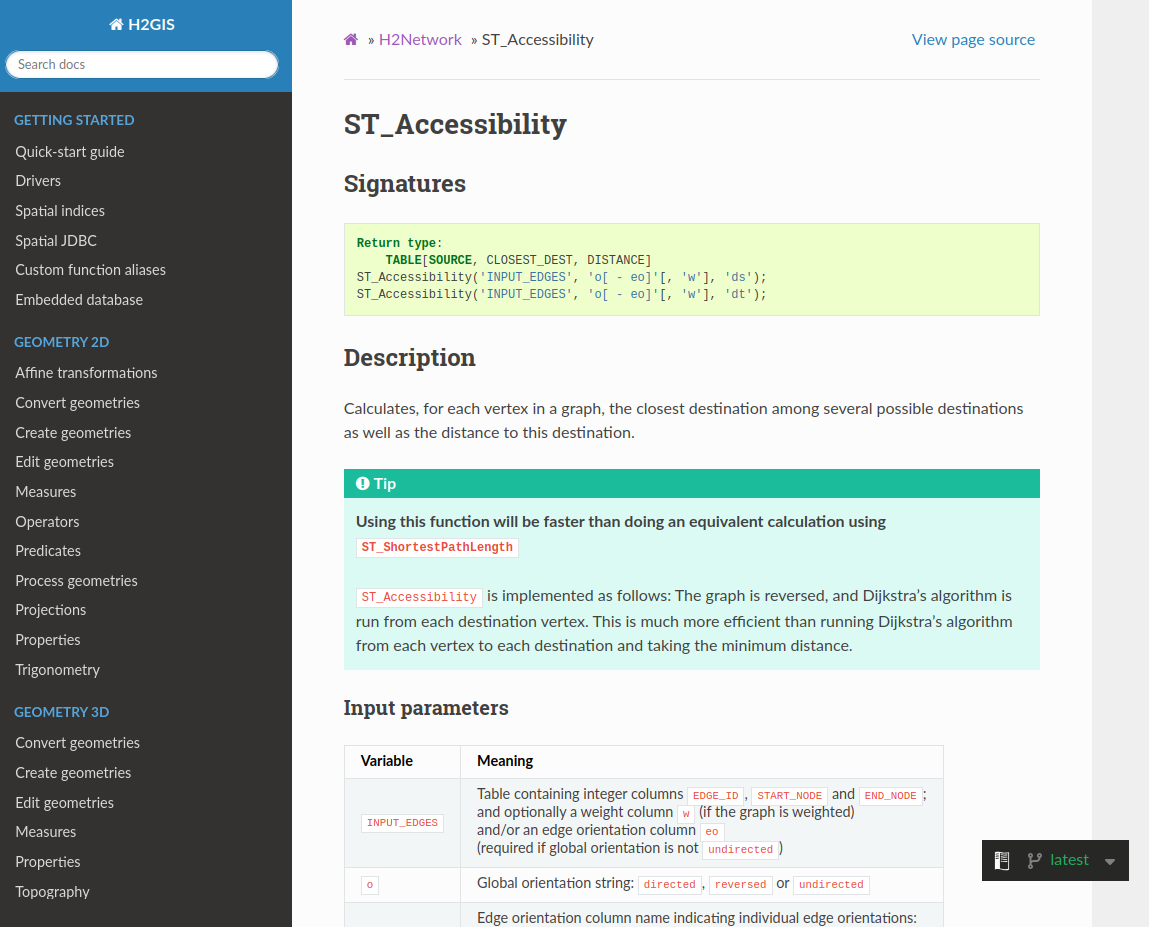 H2GIS
Search docs
GETTING STARTED
Quick-start guide
Drivers
Spatial indices
Spatial JDBC
Custom function aliases
Embedded database
GEOMETRY 2D
Affine transformations
Convert geometries
Create geometries
Edit geometries
Measures
Operators
Predicates
Process geometries
Projections
Properties
Trigonometry
GEOMETRY 3D
Convert geometries
Create geometries
Edit geometries
Measures
Properties
Topography
» H2Network » ST_Accessibility
View page source
ST_Accessibility
Signatures
Return type:
    TABLE[SOURCE, CLOSEST_DEST, DISTANCE]
ST_Accessibility('INPUT_EDGES', 'o[ - eo]'[, 'w'], 'ds');
ST_Accessibility('INPUT_EDGES', 'o[ - eo]'[, 'w'], 'dt');
Description
Calculates, for each vertex in a graph, the closest destination among several possible destinations
as well as the distance to this destination.
Tip
Using this function will be faster than doing an equivalent calculation using
ST_ShortestPathLength
ST_Accessibility is implemented as follows: The graph is reversed, and Dijkstra’s algorithm is
run from each destination vertex. This is much more efficient than running Dijkstra’s algorithm
from each vertex to each destination and taking the minimum distance.
Input parameters
Variable Meaning
INPUT_EDGES
Table containing integer columns EDGE_ID, START_NODE and END_NODE;
and optionally a weight column w (if the graph is weighted)
and/or an edge orientation column eo
(required if global orientation is not undirected)
o Global orientation string: directed, reversed or undirected
Edge orientation column name indicating individual edge orientations:
latest